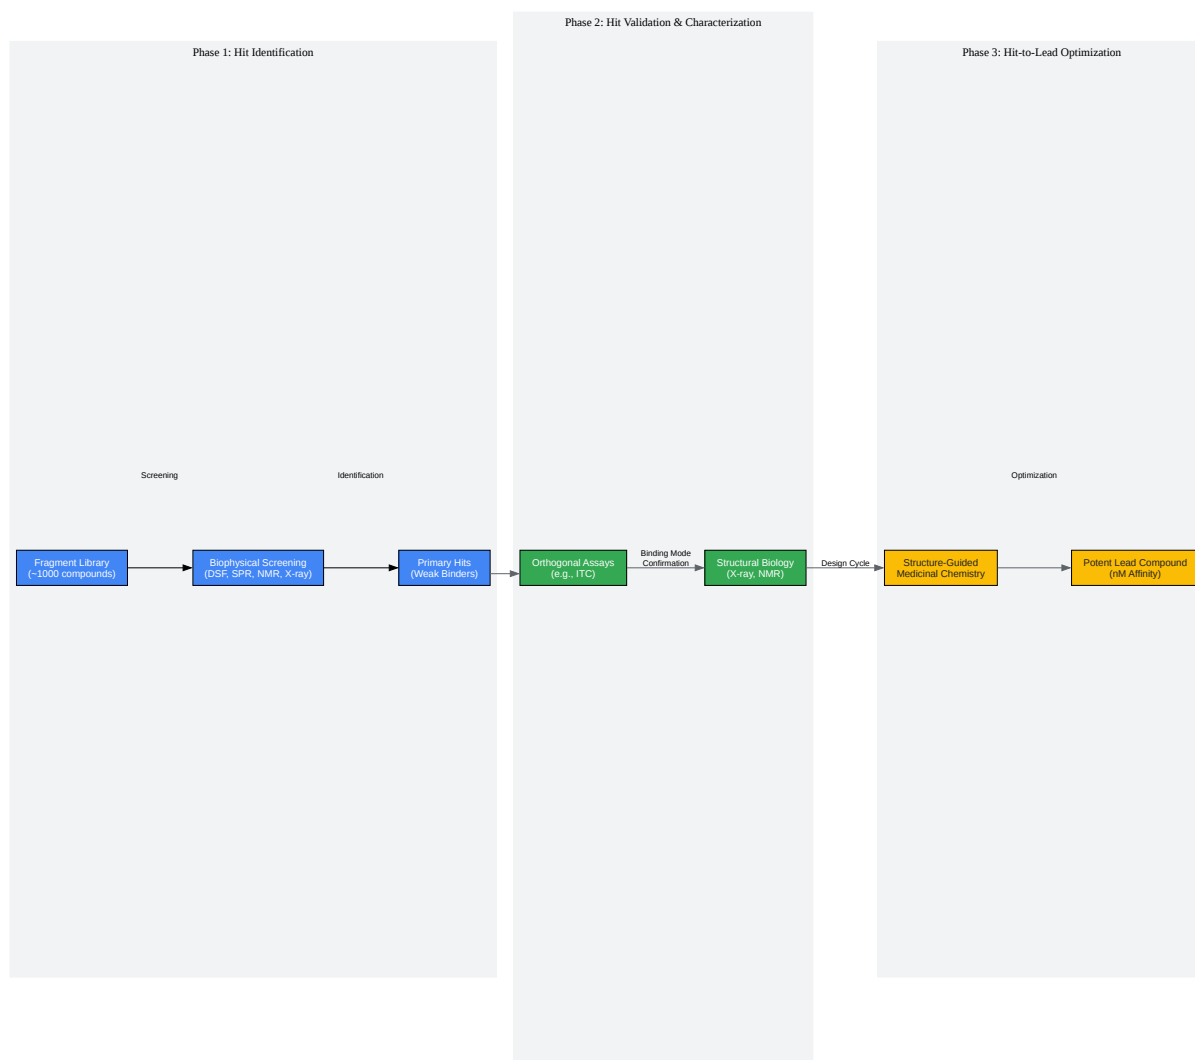 Phase 2: Hit Validation & Characterization
Phase 1: Hit Identification
Phase 3: Hit-to-Lead Optimization
Screening
Identification
Optimization
Fragment Library
(~1000 compounds)
Biophysical Screening
(DSF, SPR, NMR, X-ray)
Primary Hits
(Weak Binders)
Orthogonal Assays
(e.g., ITC)
Binding Mode
Confirmation
Structural Biology
(X-ray, NMR)
Design Cycle
Structure-Guided
Medicinal Chemistry
Potent Lead Compound
(nM Affinity)